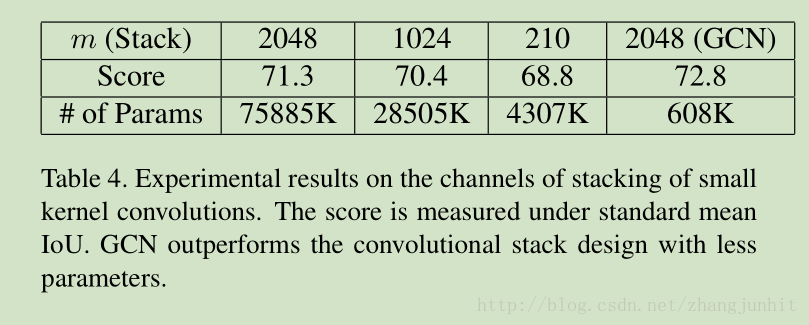 m (Stack) 2048 1024 210 2048 (GCN)
Score 71.3 70.4 68.8 72.8
# of Params 75885K 28505K 4307K 608K
Table 4. Experimental results on the channels of stacking of small
kernel convolutions. The score is measured under standard mean
IoU. GCN outperforms the convolutional stack design with less
parameters.
http://blog.csdn.net/zhangjunhit